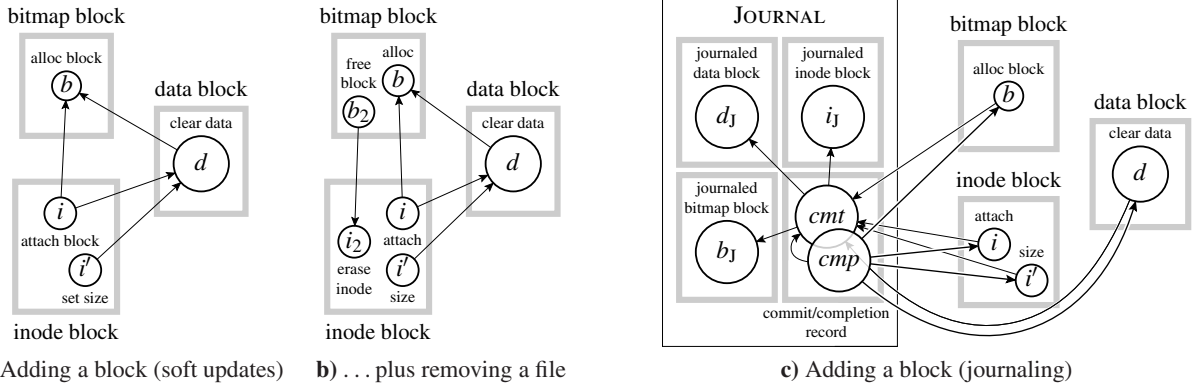 bitmap block
alloc block
b
data block
clear data
d
i
attach block
i′
set size
inode block
Adding a block (soft updates)
bitmap block
alloc
free
block
b
b2
data block
clear data
d
i
attach
i2
erase
inode
i′
size
inode block
b) . . . plus removing a file
JOURNAL
journaled
data block
dJ
journaled
inode block
iJ
journaled
bitmap block
bJ
cmt
cmp
commit/completion
record
bitmap block
alloc block
b
inode block
attach
i
size
i′
data block
clear data
d
c) Adding a block (journaling)